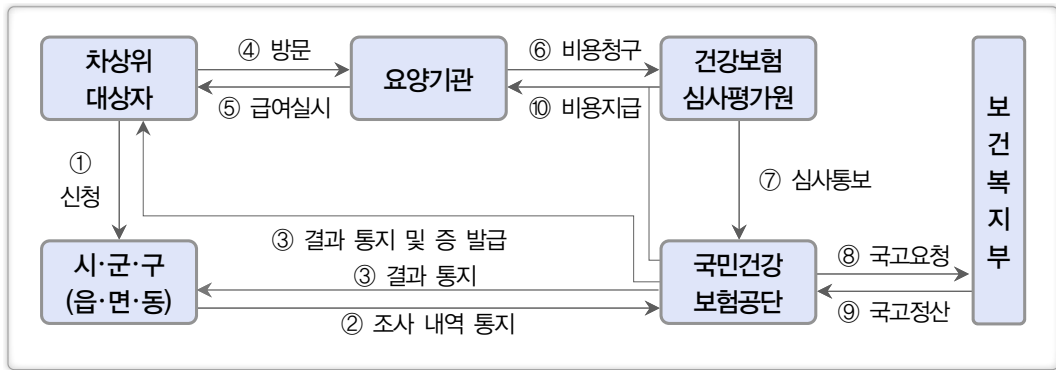 차상위
대상자
④ 방문
⑤ 급여실시
요양기관
⑥ 비용청구
⑩ 비용지급
건강보험
심사평가원
보건복지부
①
신청
⑦ 심사통보
③ 결과 통지 및 증 발급
③ 결과 통지
② 조사 내역 통지
시·군·구
(읍·면·동)
국민건강
보험공단
⑧ 국고요청
⑨ 국고정산